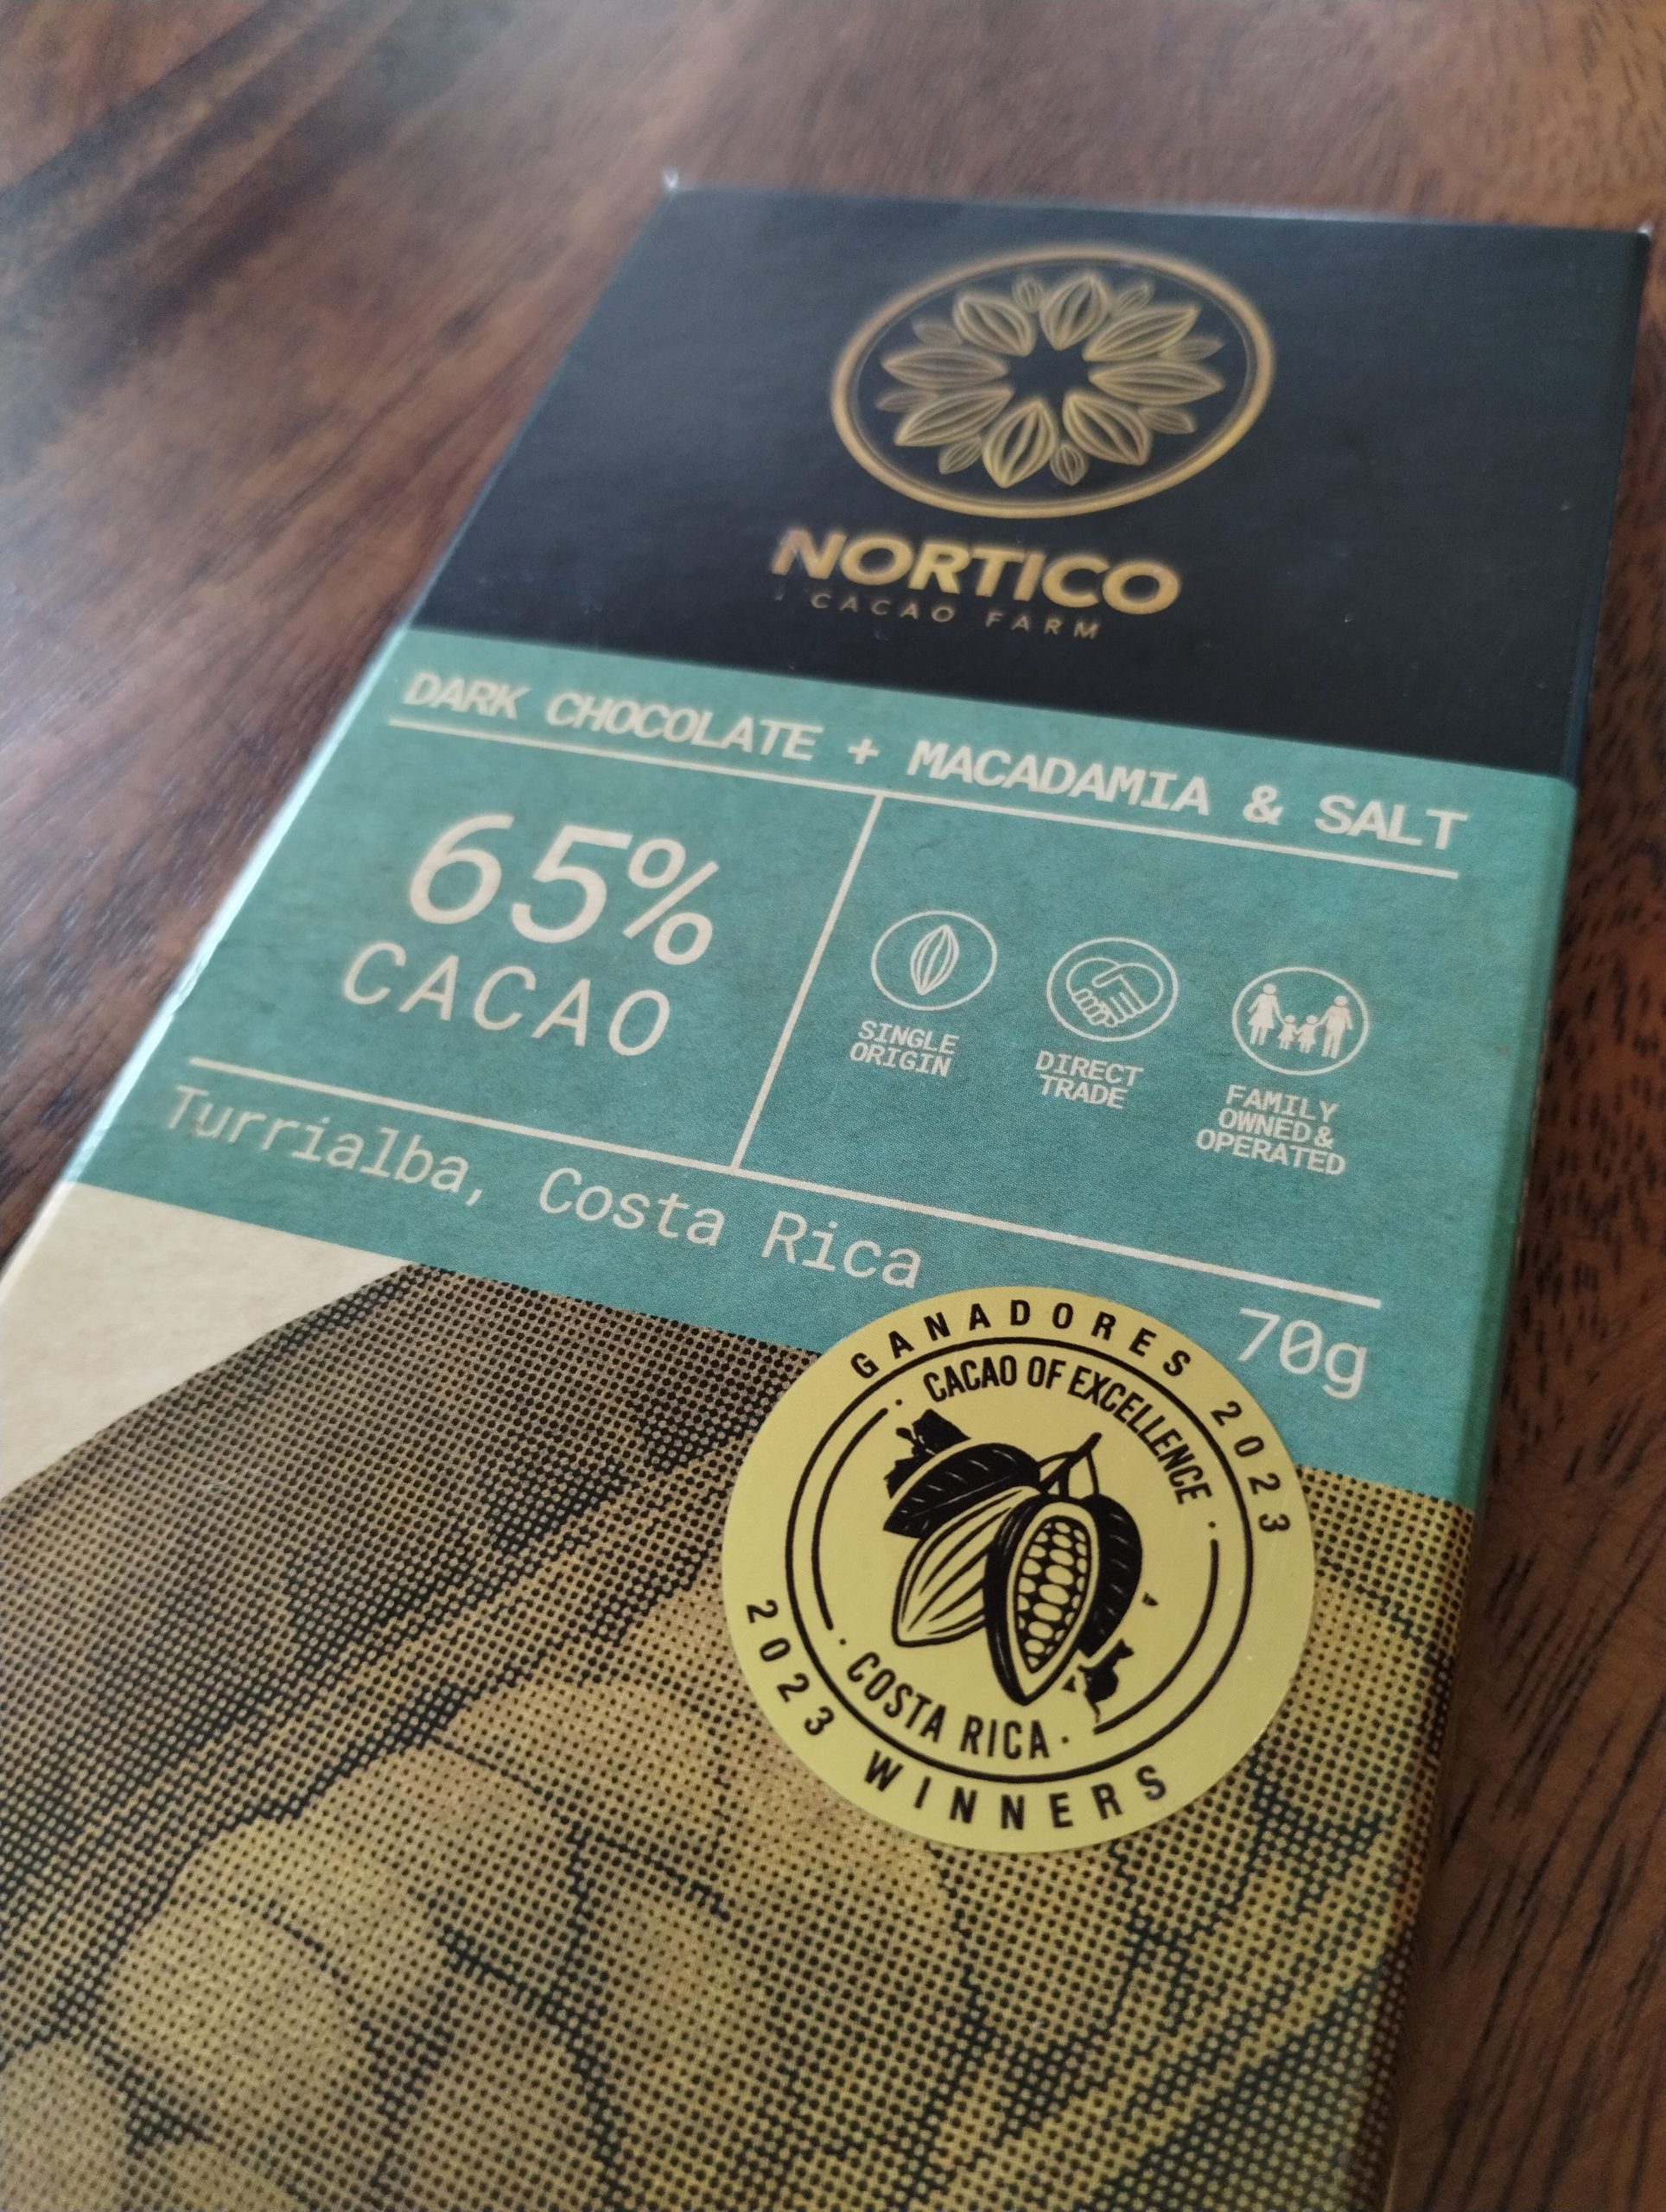 NORTICO
CACAO FARM
DARK CHOCOLATE + MACADAMIA & SALT
65%
CACAO
SINGLE
ORIGIN
DIRECT
TRADE
FAMILY
OWNED &
OPERATED
Turrialba, Costa Rica
70g
GANADORES 2023
CACAO OF EXCELLENCE
COSTA RICA
2023 WINNERS